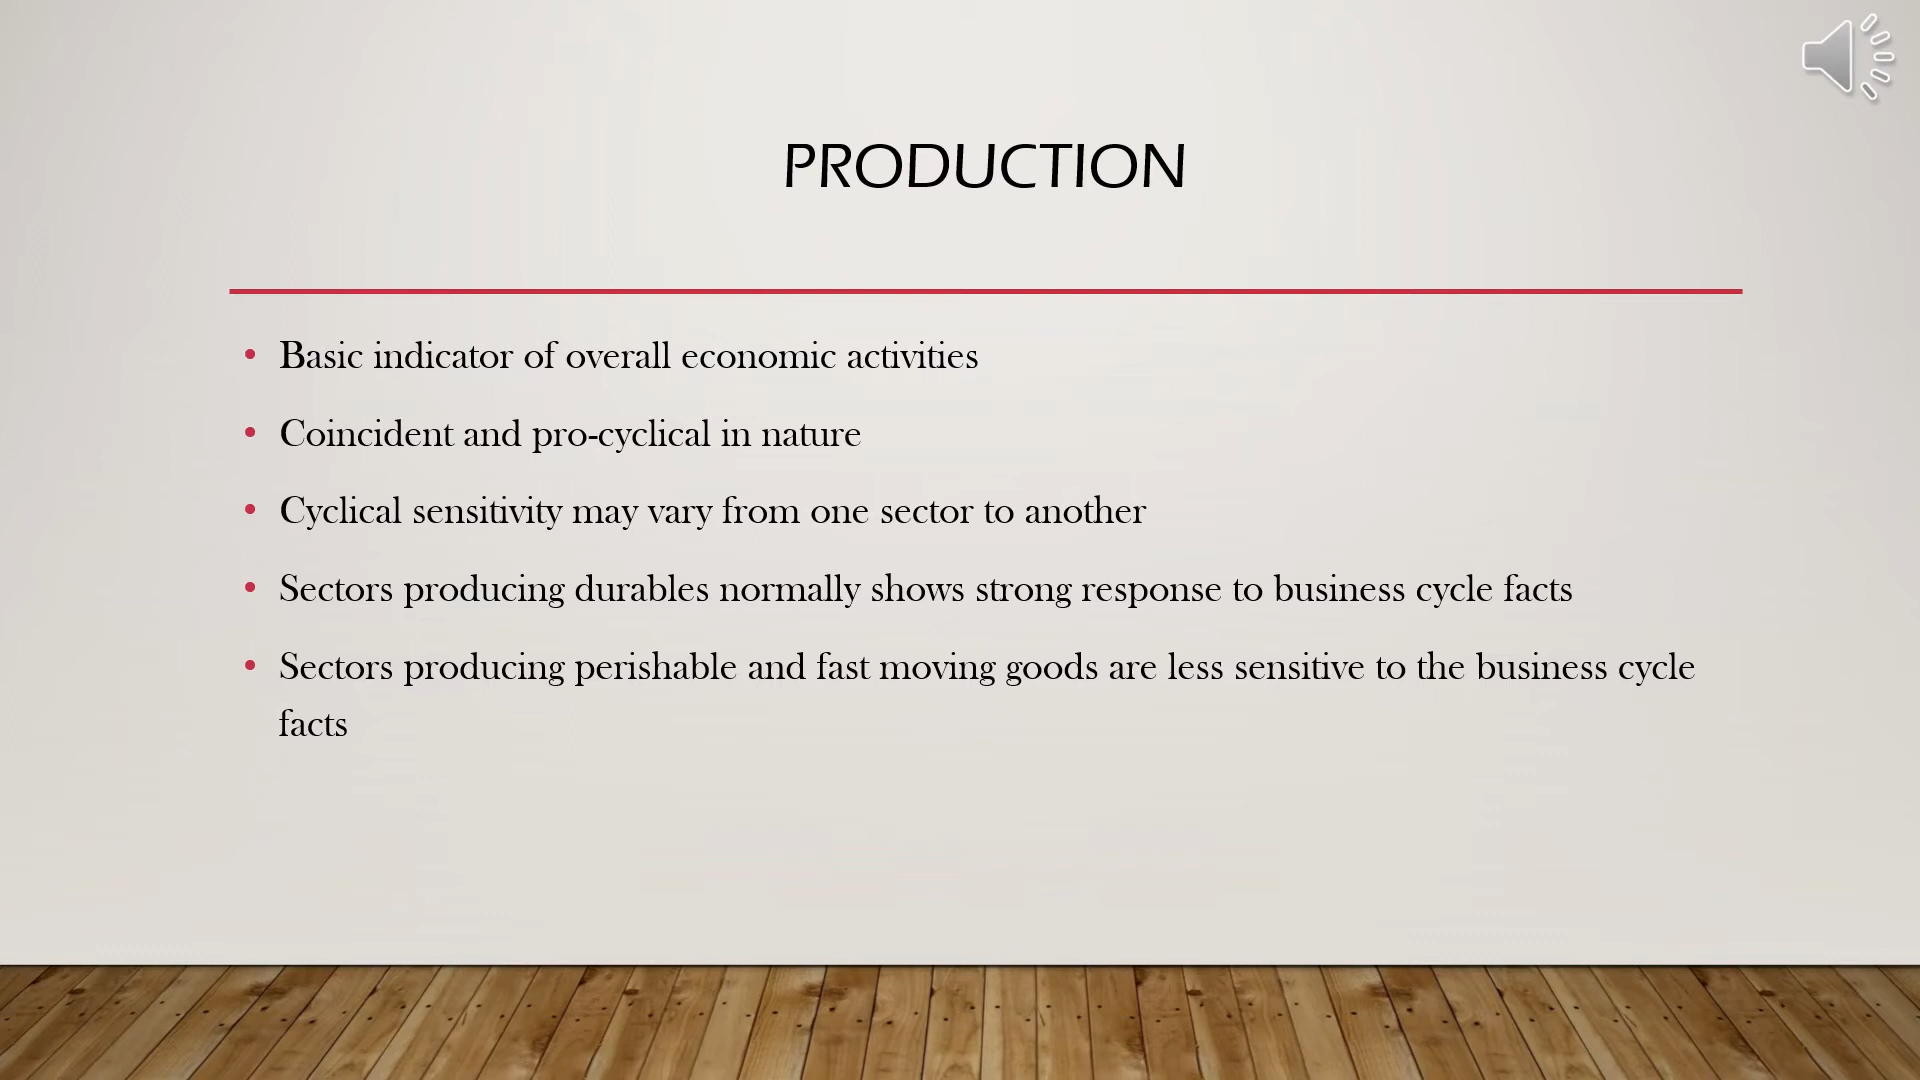 PRODUCTION
• Basic indicator of overall economic activities
• Coincident and pro-cyclical in nature
• Cyclical sensitivity may vary from one sector to another
• Sectors producing durables normally shows strong response to business cycle facts
• Sectors producing perishable and fast moving goods are less sensitive to the business cycle
facts